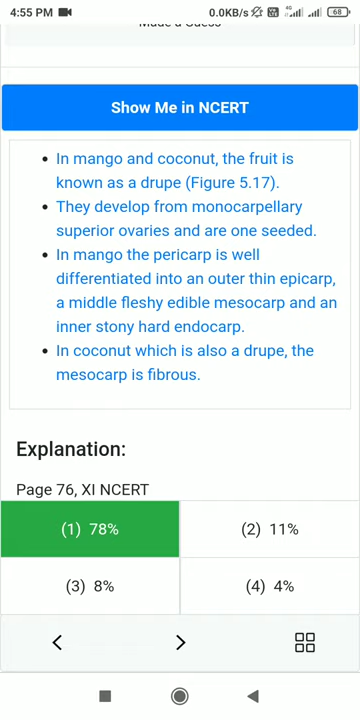 4:55 PM 0.0KB/s 4G 68
Made a Guess
Show Me in NCERT
• In mango and coconut, the fruit is
known as a drupe (Figure 5.17).
• They develop from monocarpellary
superior ovaries and are one seeded.
• In mango the pericarp is well
differentiated into an outer thin epicarp,
a middle fleshy edible mesocarp and an
inner stony hard endocarp.
• In coconut which is also a drupe, the
mesocarp is fibrous.
Explanation:
Page 76, XI NCERT
(1) 78% (2) 11%
(3) 8% (4) 4%